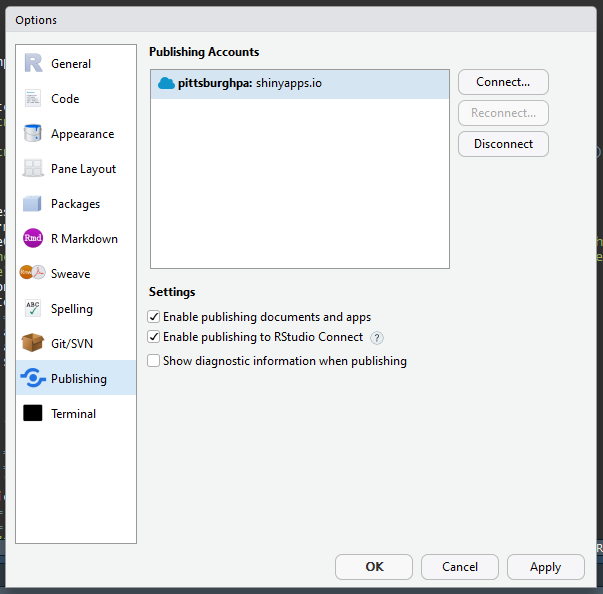 Options
General
Code
Appearance
Pane Layout
Packages
Rmd R Markdown
Sweave
ABC Spelling
Git/SVN
Publishing
Terminal
Publishing Accounts
pittsburghpa: shinyapps.io
Connect...
Reconnect...
Disconnect
Settings
Enable publishing documents and apps
Enable publishing to RStudio Connect ?
Show diagnostic information when publishing
OK Cancel Apply